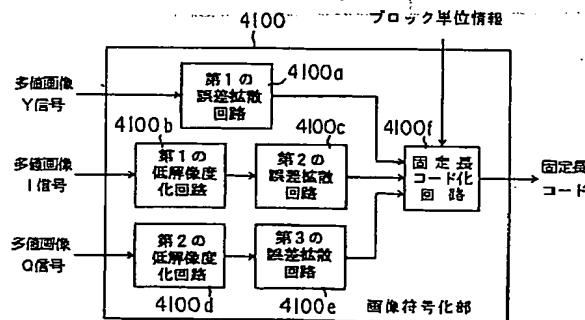 4100
ブロック単位情報
多値画像
Y信号
第1の
誤差拡散
回路
4100a
4100b
4100c
4100f
多値画像
I信号
第1の
低解像度
化回路
第2の
誤差拡散
回路
固定長
コード化
回路
固定長
コード
多値画像
Q信号
第2の
低解像度
化回路
第3の
誤差拡散
回路
4100d
4100e
画像符号化部